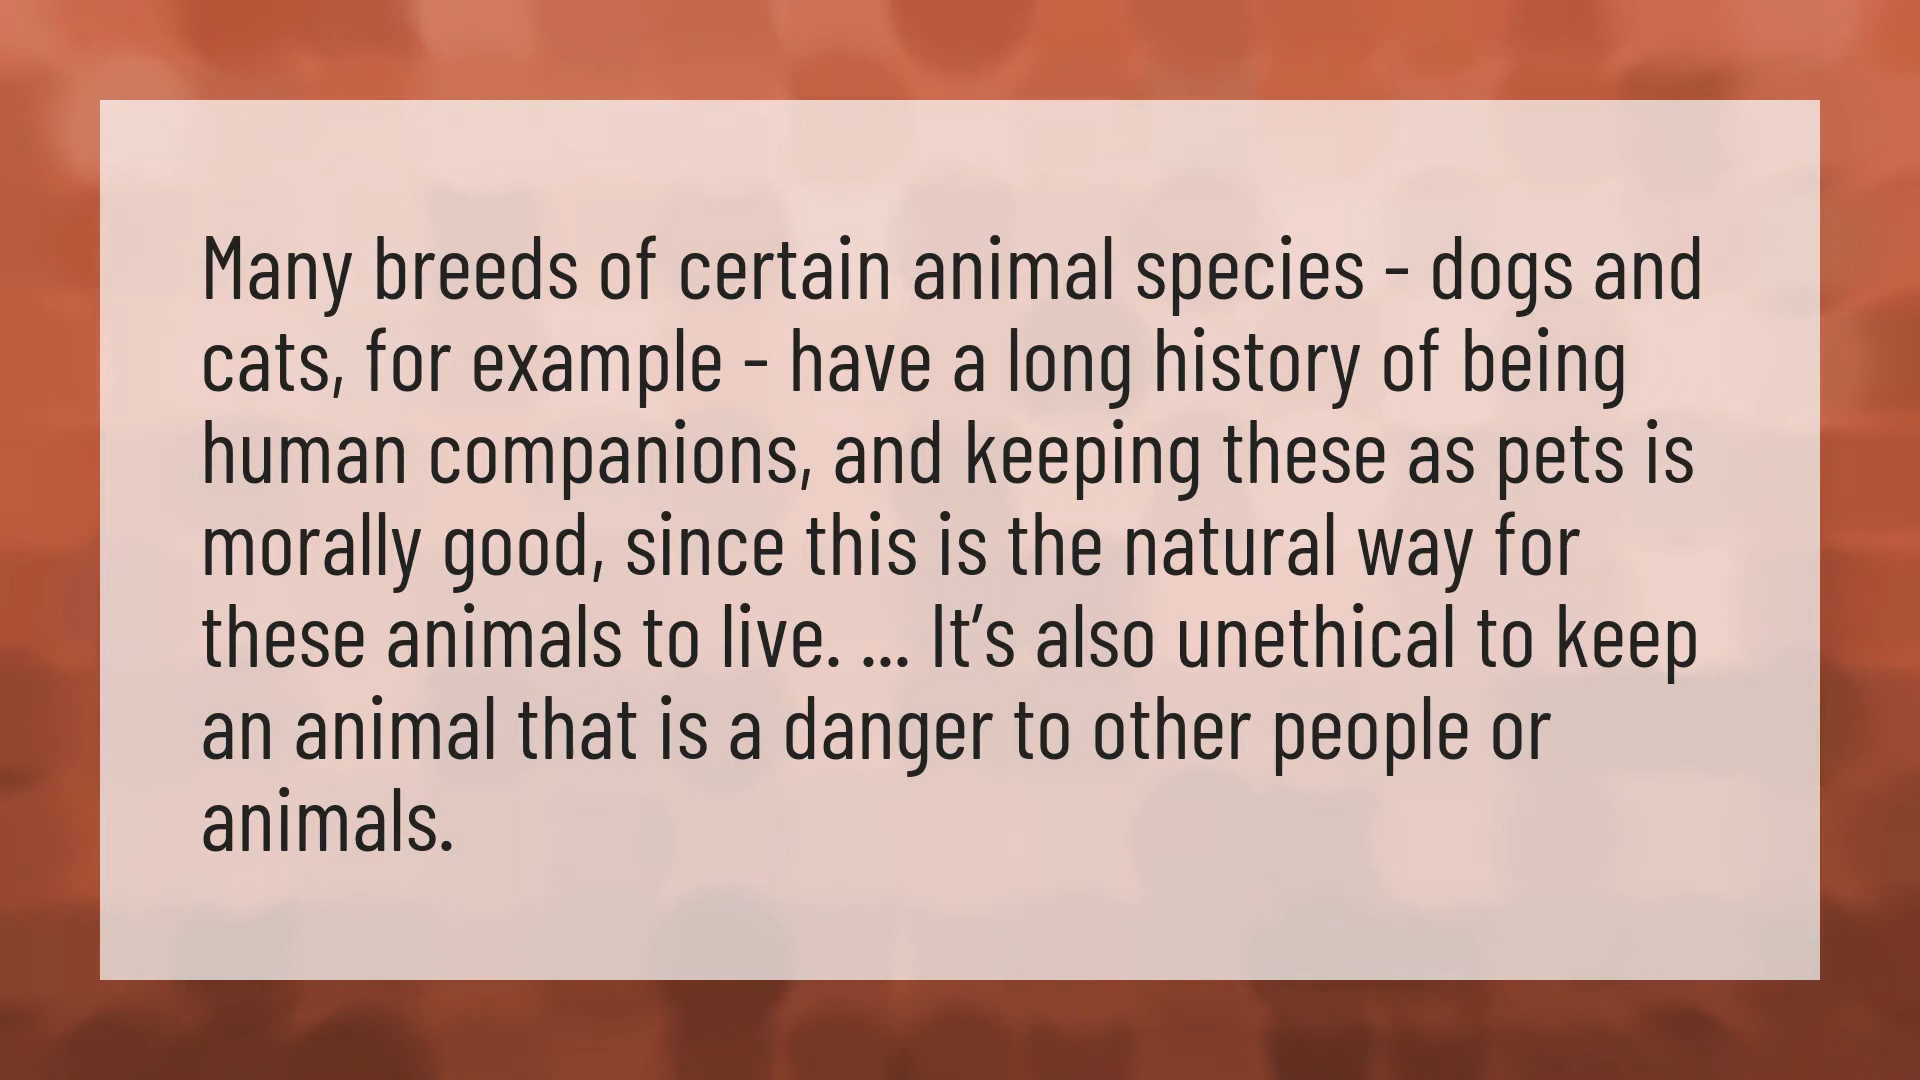 Many breeds of certain animal species - dogs and
cats, for example - have a long history of being
human companions, and keeping these as pets is
morally good, since this is the natural way for
these animals to live. ... It’s also unethical to keep
an animal that is a danger to other people or
animals.